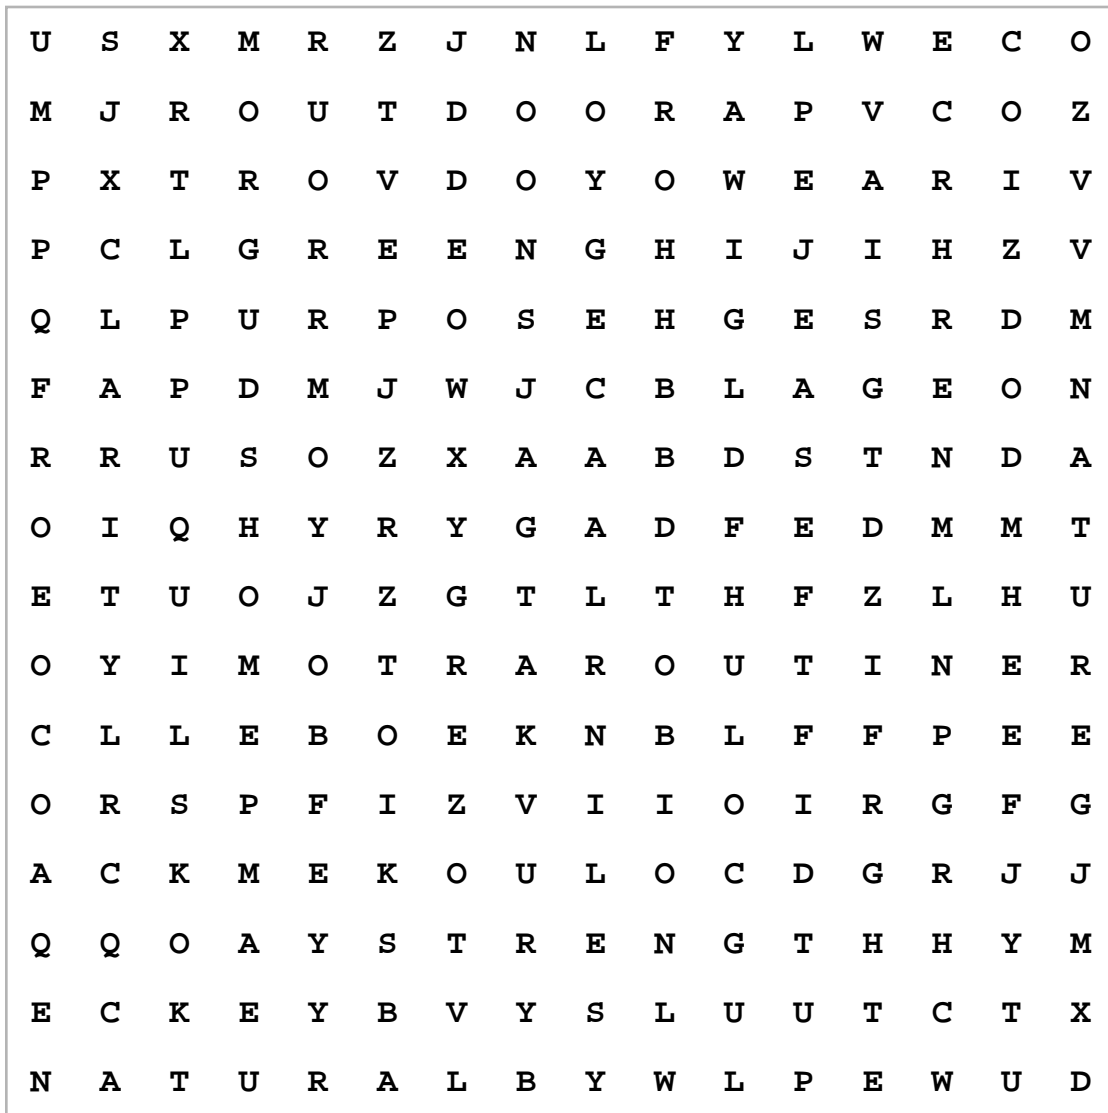 U S X M R Z J N L F Y L W E C O
M J R O U T D O O R A P V C O Z
P X T R O V D O Y O W E A R I V
P C L G R E E N G H I J I H Z V
Q L P U R P O S E H G E S R D M
F A P D M J W J C B L A G E O N
R R U S O Z X A A B D S T N D A
O I Q H Y R Y G A D F E D M M T
E T U O J Z G T L T H F Z L H U
O Y I M O T R A R O U T I N E R
C L L E B O E K N B L F F P E E
O R S P F I Z V I I O I R G F G
A C K M E K O U L O C D G R J J
Q Q O A Y S T R E N G T H H Y M
E C K E Y B V Y S L U U T C T X
N A T U R A L B Y W L P E W U D